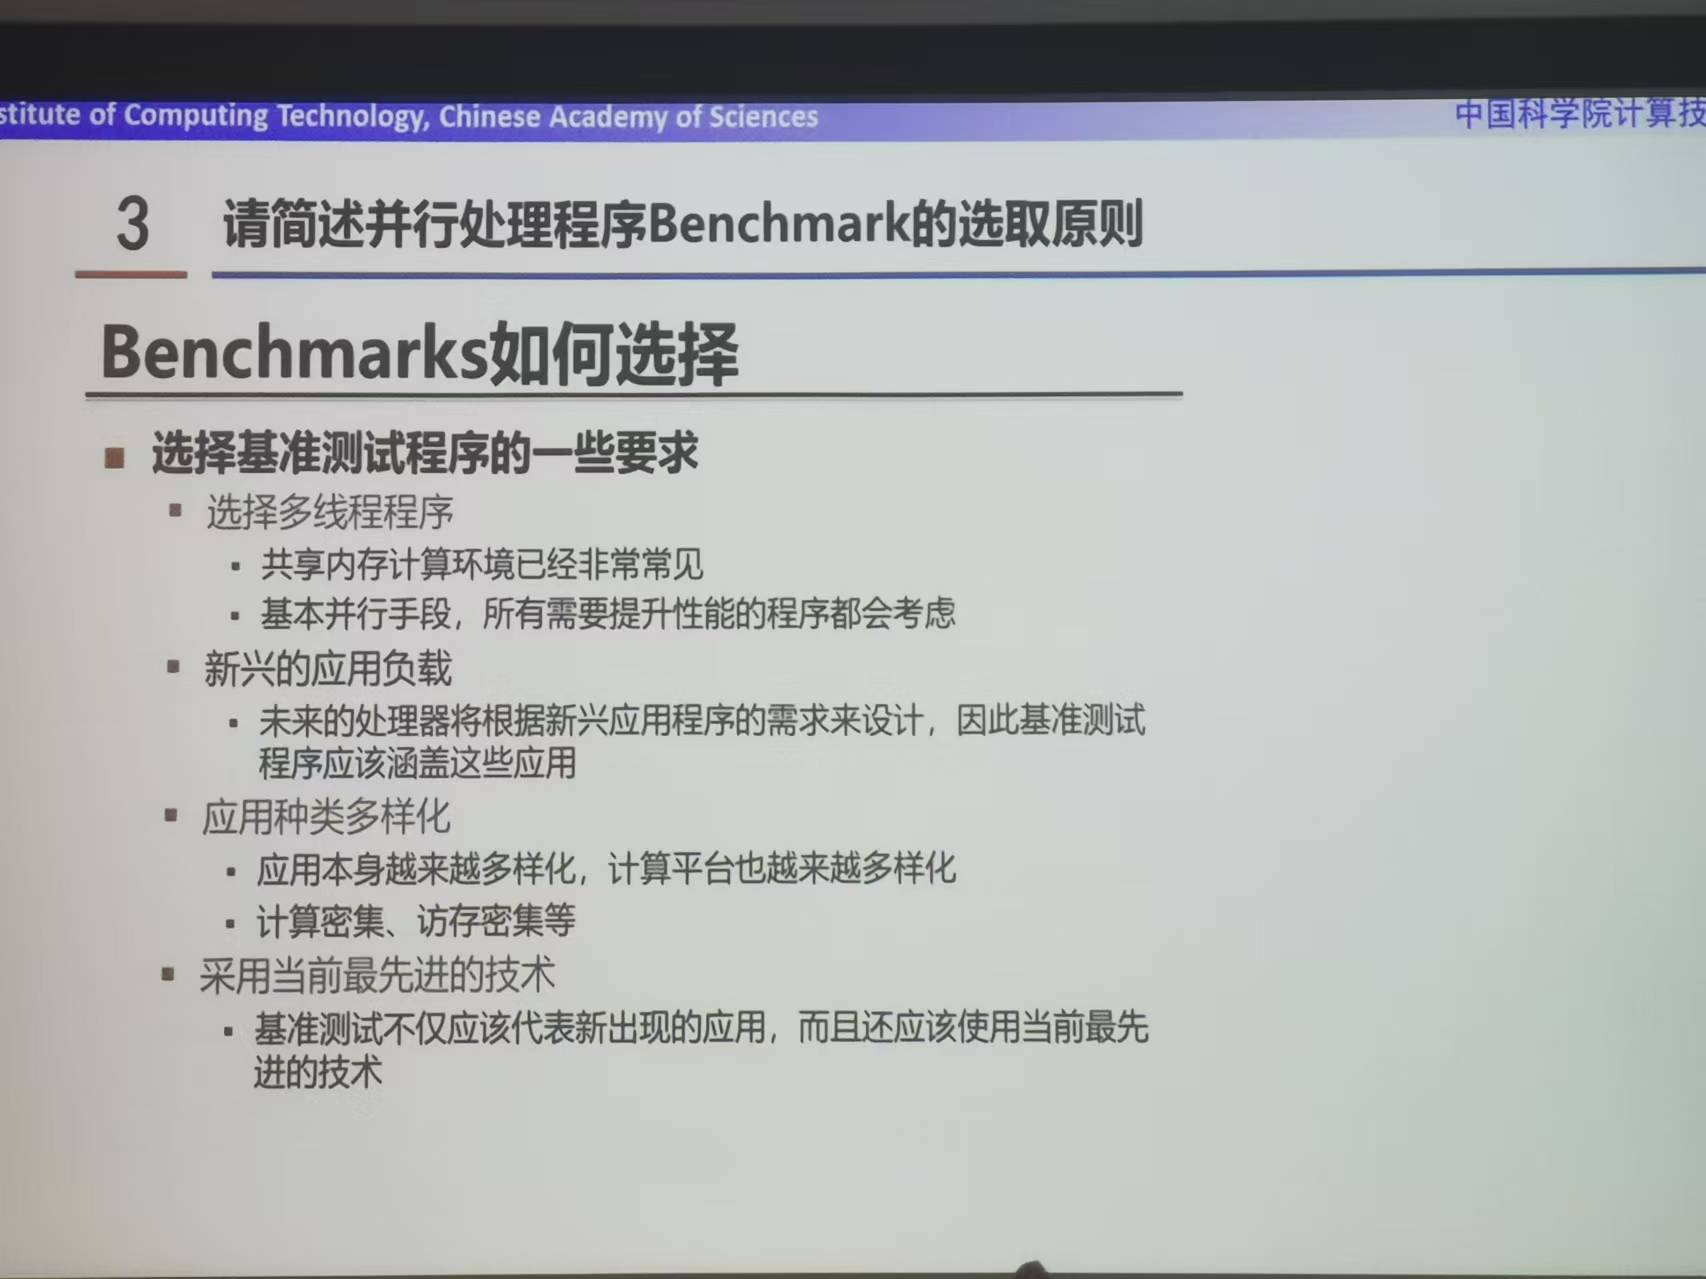 stitute of Computing Technology, Chinese Academy of Sciences
中国科学院计算技
3 请简述并行处理程序Benchmark的选取原则
Benchmarks如何选择
选择基准测试程序的一些要求
选择多线程程序
共享内存计算环境已经非常常见
基本并行手段，所有需要提升性能的程序都会考虑
新兴的应用负载
未来的处理器将根据新兴应用程序的需求来设计，因此基准测试
程序应该涵盖这些应用
应用种类多样化
应用本身越来越多样化，计算平台也越来越多样化
计算密集、访存密集等
采用当前最先进的技术
基准测试不仅应该代表新出现的应用，而且还应该使用当前最先
进的技术